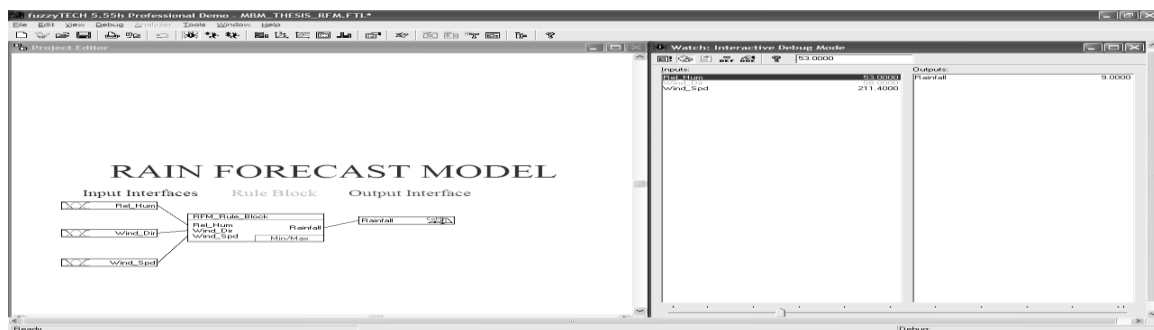 fuzzyTECH 5.55h Professional Demo - MBM_THESIS_RFM.FTL*
File Edit View Debug Analyzer Tools Window Help
Project Editor
RAIN FORECAST MODEL
Input Interfaces Rule Block Output Interface
Rel_Hum
Wind_Dir
Wind_Spd
RFM_Rule_Block
Rel_Hum
Wind_Dir
Wind_Spd
Rainfall
Min/Max
Rainfall
Watch: Interactive Debug Mode
53.0000
Inputs:
Rel_Hum 53.0000
Wind_Dir
Wind_Spd 211.4000
Outputs:
Rainfall 9.0000
Ready
Debug